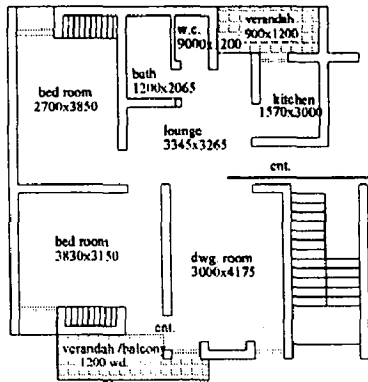 w.c.
9000x1200
verandah
900x1200
bath
1200x2065
bed room
2700x3850
kitchen
1570x3000
lounge
3345x3265
ent.
bed room
3830x3150
dwg. room
3000x4175
ent.
verandah /balcony
1200 wd.